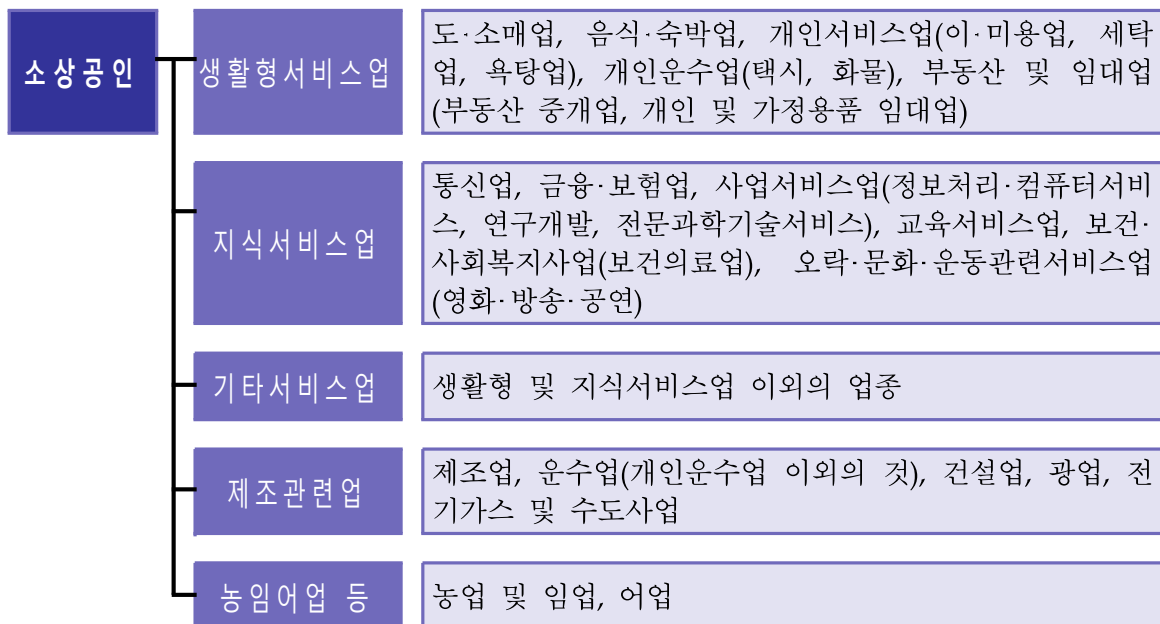 소상공인
생활형서비스업
도·소매업, 음식·숙박업, 개인서비스업(이·미용업, 세탁
업, 욕탕업), 개인운수업(택시, 화물), 부동산 및 임대업
(부동산 중개업, 개인 및 가정용품 임대업)
지식서비스업
통신업, 금융·보험업, 사업서비스업(정보처리·컴퓨터서비
스, 연구개발, 전문과학기술서비스), 교육서비스업, 보건·
사회복지사업(보건의료업), 오락·문화·운동관련서비스업
(영화·방송·공연)
기타서비스업
생활형 및 지식서비스업 이외의 업종
제조관련업
제조업, 운수업(개인운수업 이외의 것), 건설업, 광업, 전
기가스 및 수도사업
농임어업 등
농업 및 임업, 어업